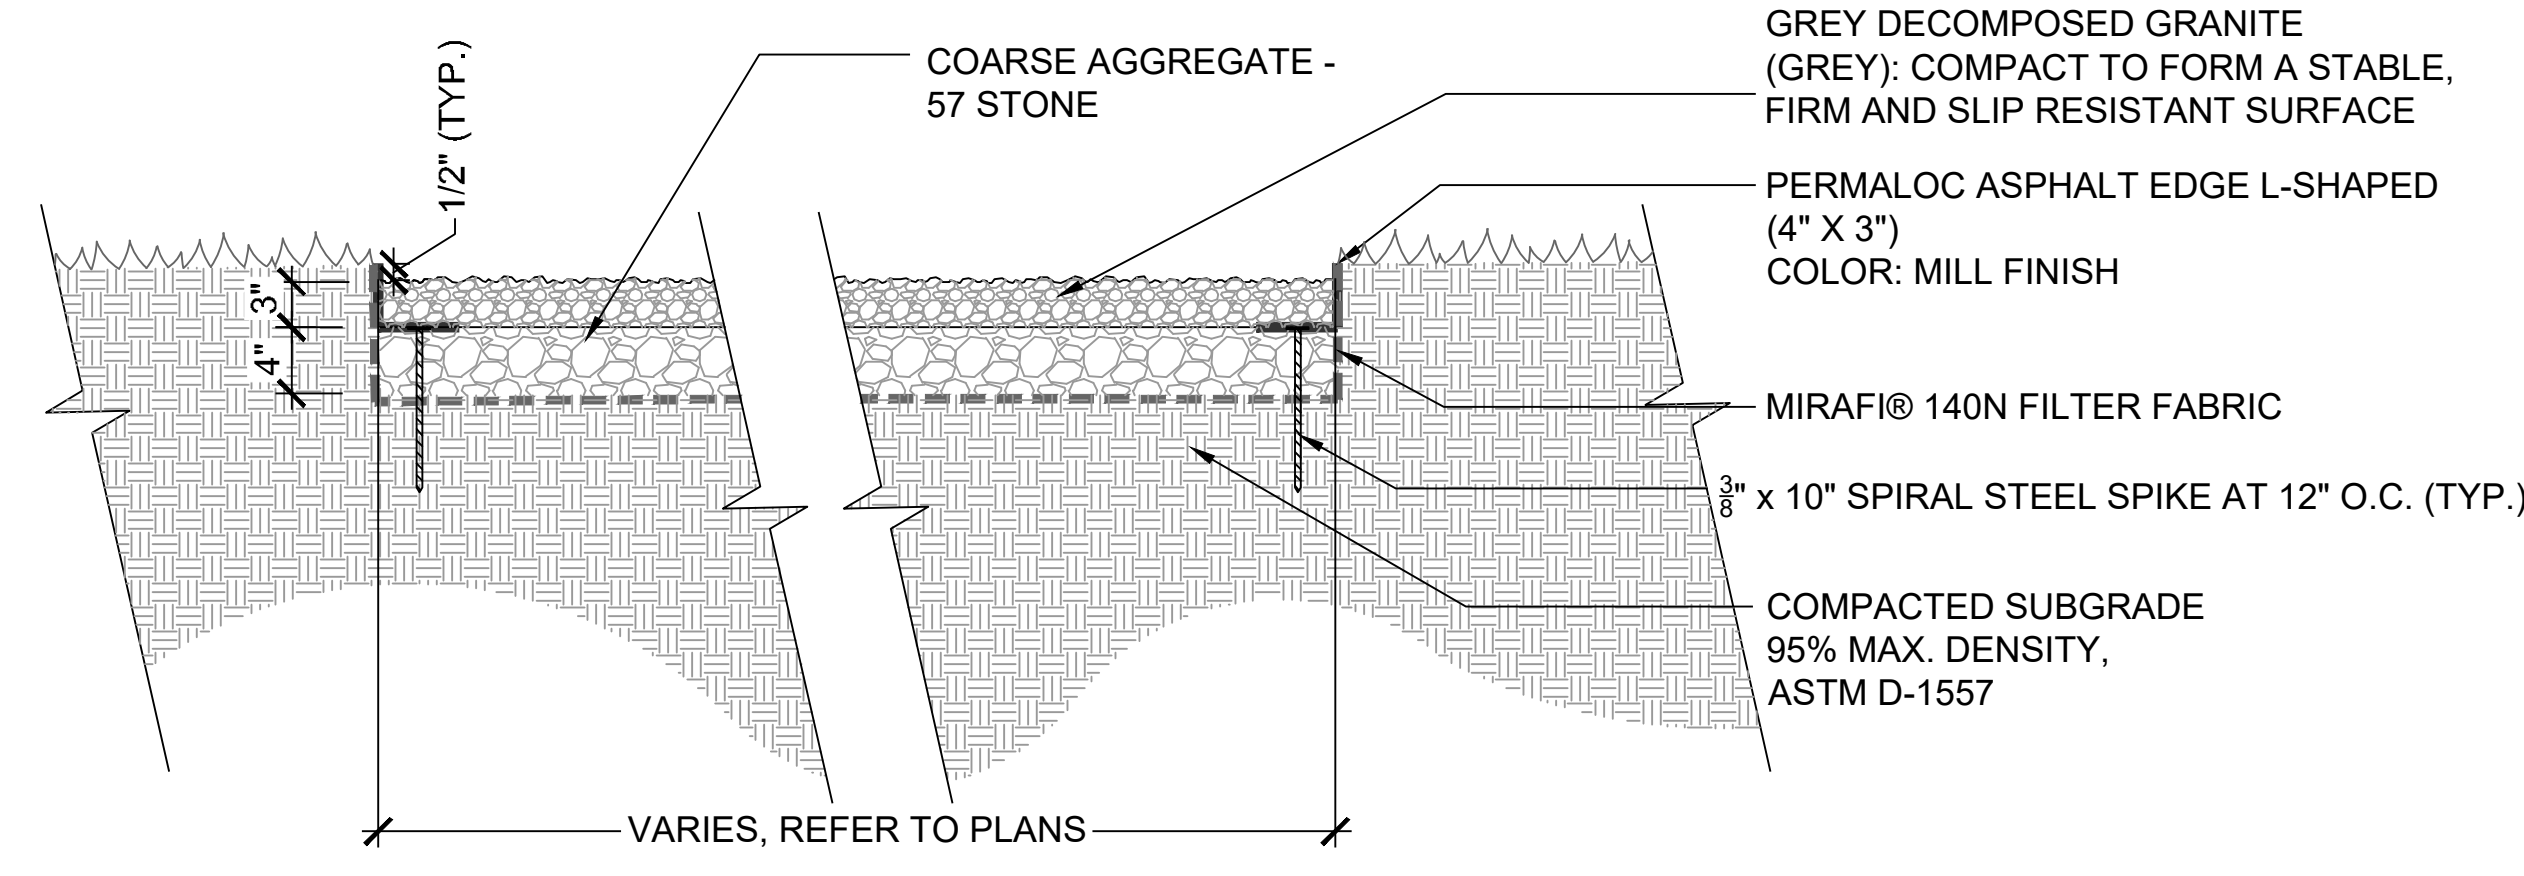 1/2" (TYP.)
COARSE AGGREGATE -
57 STONE
GREY DECOMPOSED GRANITE
(GREY): COMPACT TO FORM A STABLE,
FIRM AND SLIP RESISTANT SURFACE
PERMALOC ASPHALT EDGE L-SHAPED
(4" X 3")
COLOR: MILL FINISH
3"
4"
MIRAFI® 140N FILTER FABRIC
3/8" x 10" SPIRAL STEEL SPIKE AT 12" O.C. (TYP.)
COMPACTED SUBGRADE
95% MAX. DENSITY,
ASTM D-1557
VARIES, REFER TO PLANS